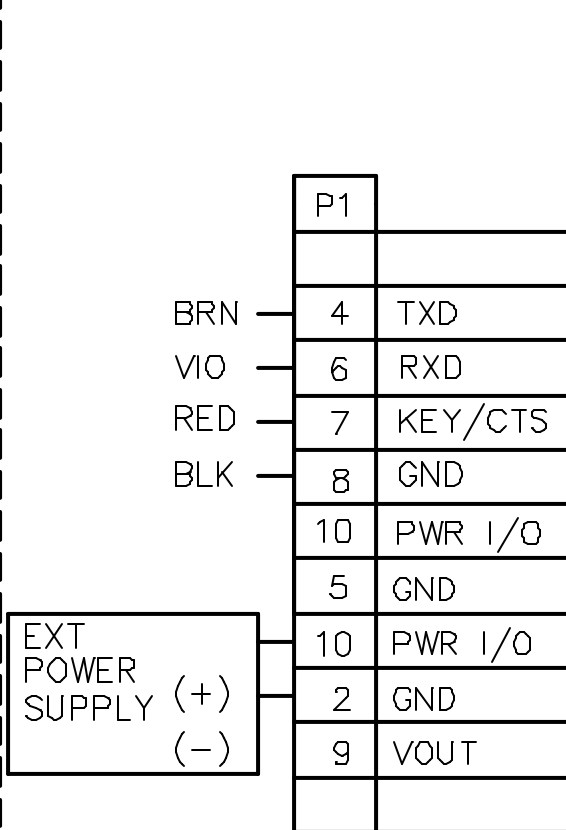 P1
BRN 4 TXD
VIO 6 RXD
RED 7 KEY/CTS
BLK 8 GND
10 PWR I/O
5 GND
EXT
POWER
SUPPLY (+)
(-)
10 PWR I/O
2 GND
9 VOUT